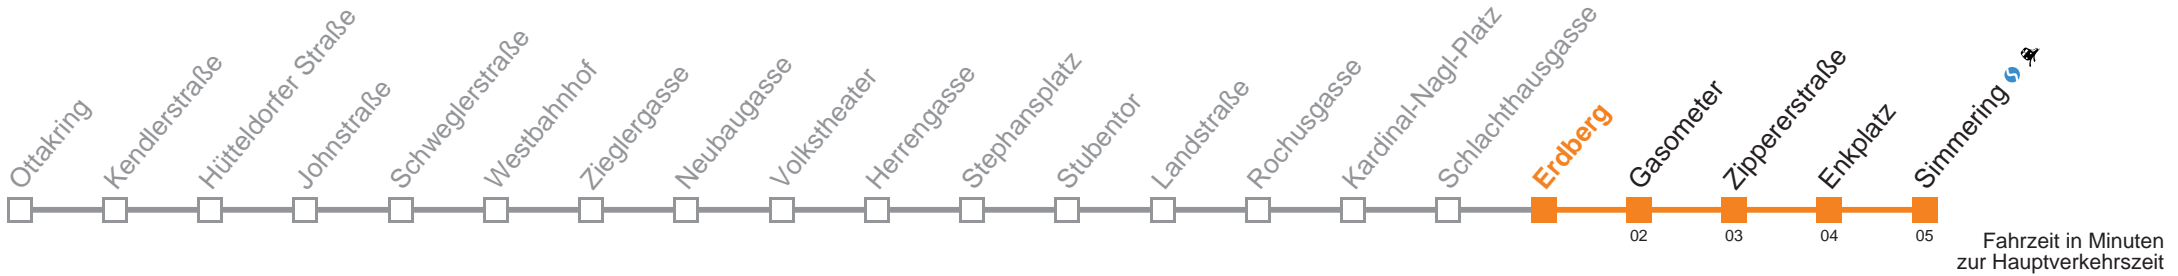 Ottakring
Kendlerstraße
Hütteldorfer Straße
Johnstraße
Schweglerstraße
Westbahnhof
Zieglergasse
Neubaugasse
Volkstheater
Herrengasse
Stephansplatz
Stubentor
Landstraße
Rochusgasse
Kardinal-Nagl-Platz
Schlachthausgasse
Erdberg
Gasometer
Zippererstraße
Enkplatz
Simmering
02
03
04
05
Fahrzeit in Minuten
zur Hauptverkehrszeit